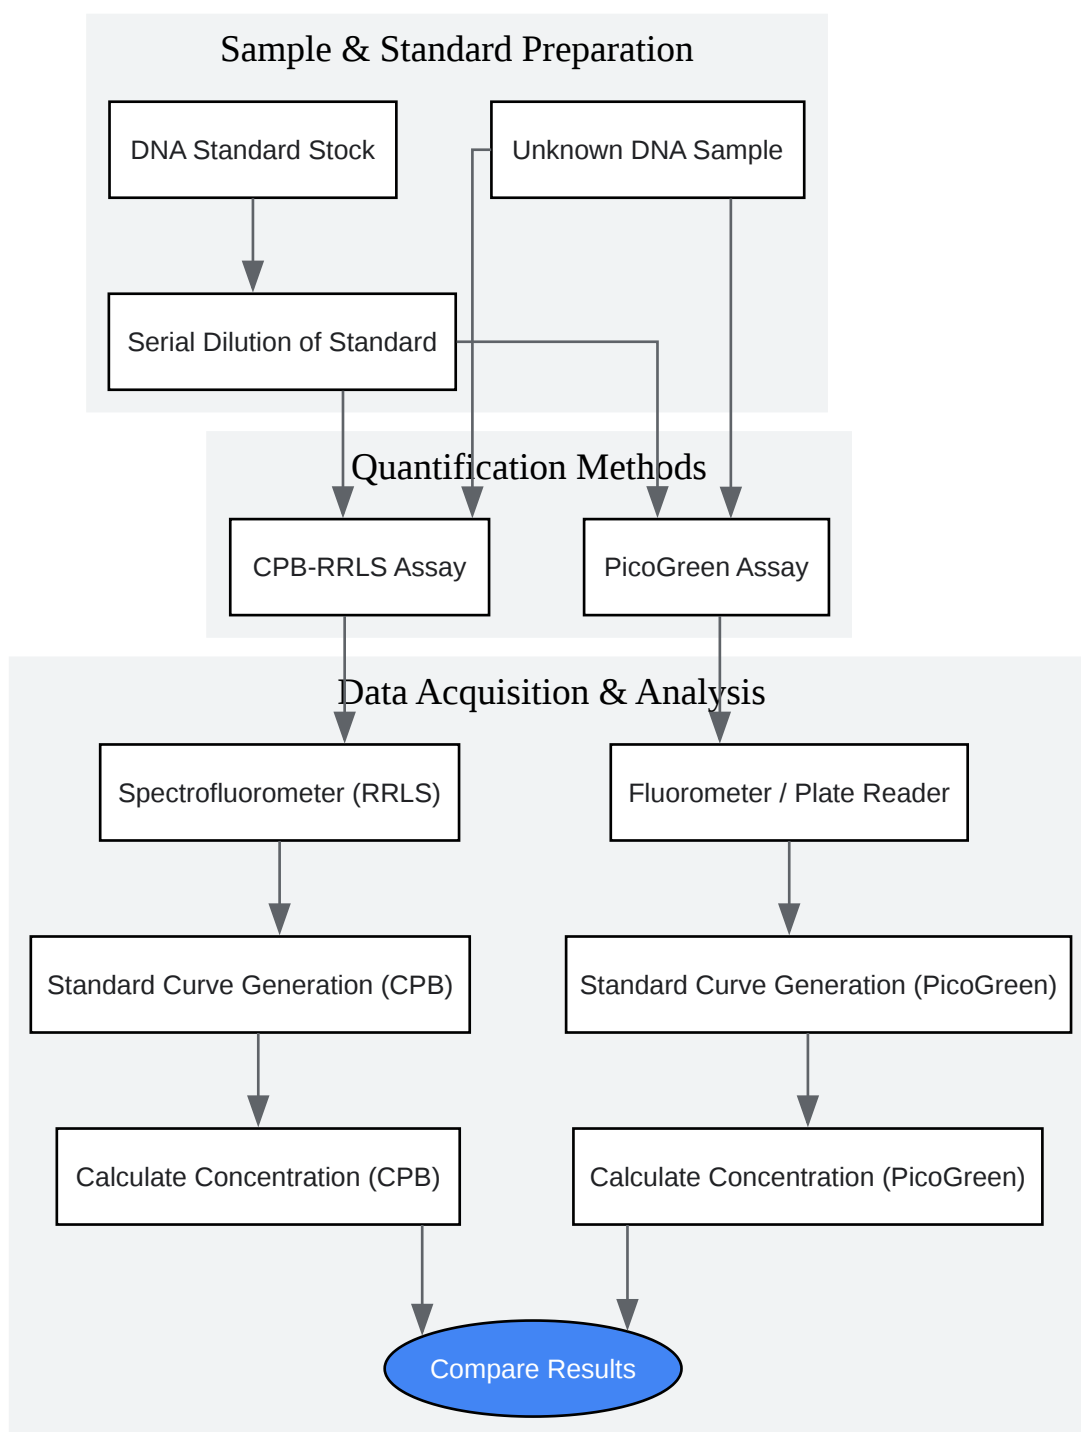 Sample & Standard Preparation
DNA Standard Stock
Unknown DNA Sample
Serial Dilution of Standard
Quantification Methods
CPB-RRLS Assay
PicoGreen Assay
Data Acquisition & Analysis
Spectrofluorometer (RRLS)
Fluorometer / Plate Reader
Standard Curve Generation (CPB)
Standard Curve Generation (PicoGreen)
Calculate Concentration (CPB)
Calculate Concentration (PicoGreen)
Compare Results